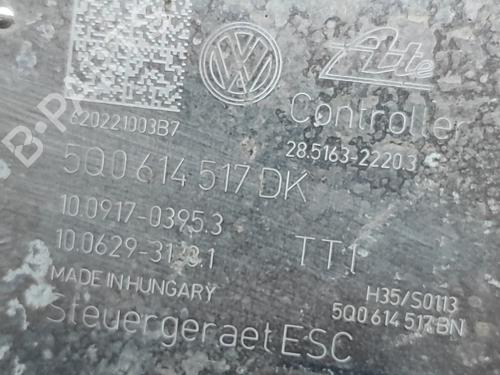 Ate
Controller
620221003B7
28.5163-2220.3
5Q0 614 517 DK
10.0917-0395.3
TT1
MADE IN HUNGARY
H35/S0113
5Q0 614 517 BN
Steuergeraet ESC